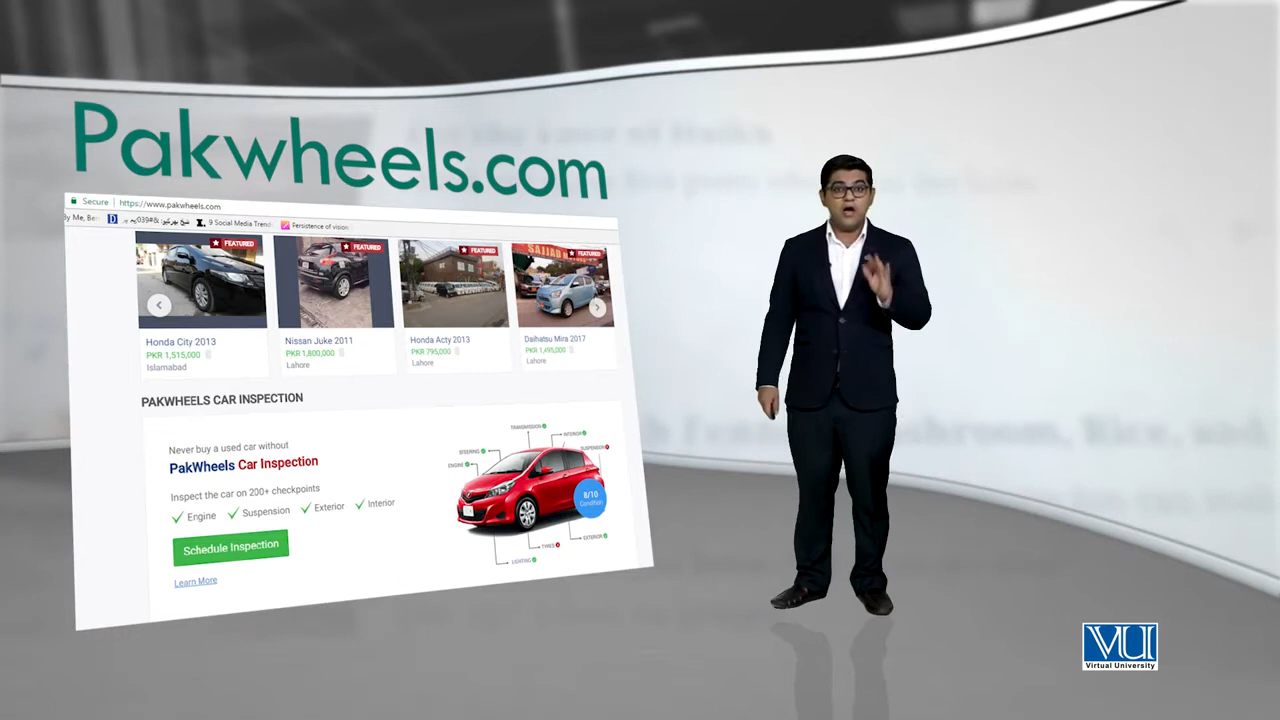 Pakwheels.com
Secure | https://www.pakwheels.com
By Me, Be
9 Social Media Trend
Persistence of vision
FEATURED
FEATURED
FEATURED
SAJJAD
FEATURED
Honda City 2013
PKR 1,515,000
Islamabad
Nissan Juke 2011
PKR 1,800,000
Lahore
Honda Acty 2013
PKR 795,000
Lahore
Daihatsu Mira 2017
PKR 1,495,000
Lahore
PAKWHEELS CAR INSPECTION
Never buy a used car without
PakWheels Car Inspection
Inspect the car on 200+ checkpoints
Engine
Suspension
Exterior
Interior
Schedule Inspection
Learn More
TRANSMISSION
INTERIOR
STEERING
SUSPENSION
ENGINE
8/10
Condition
TYRES
EXTERIOR
LIGHTING
VU
Virtual University